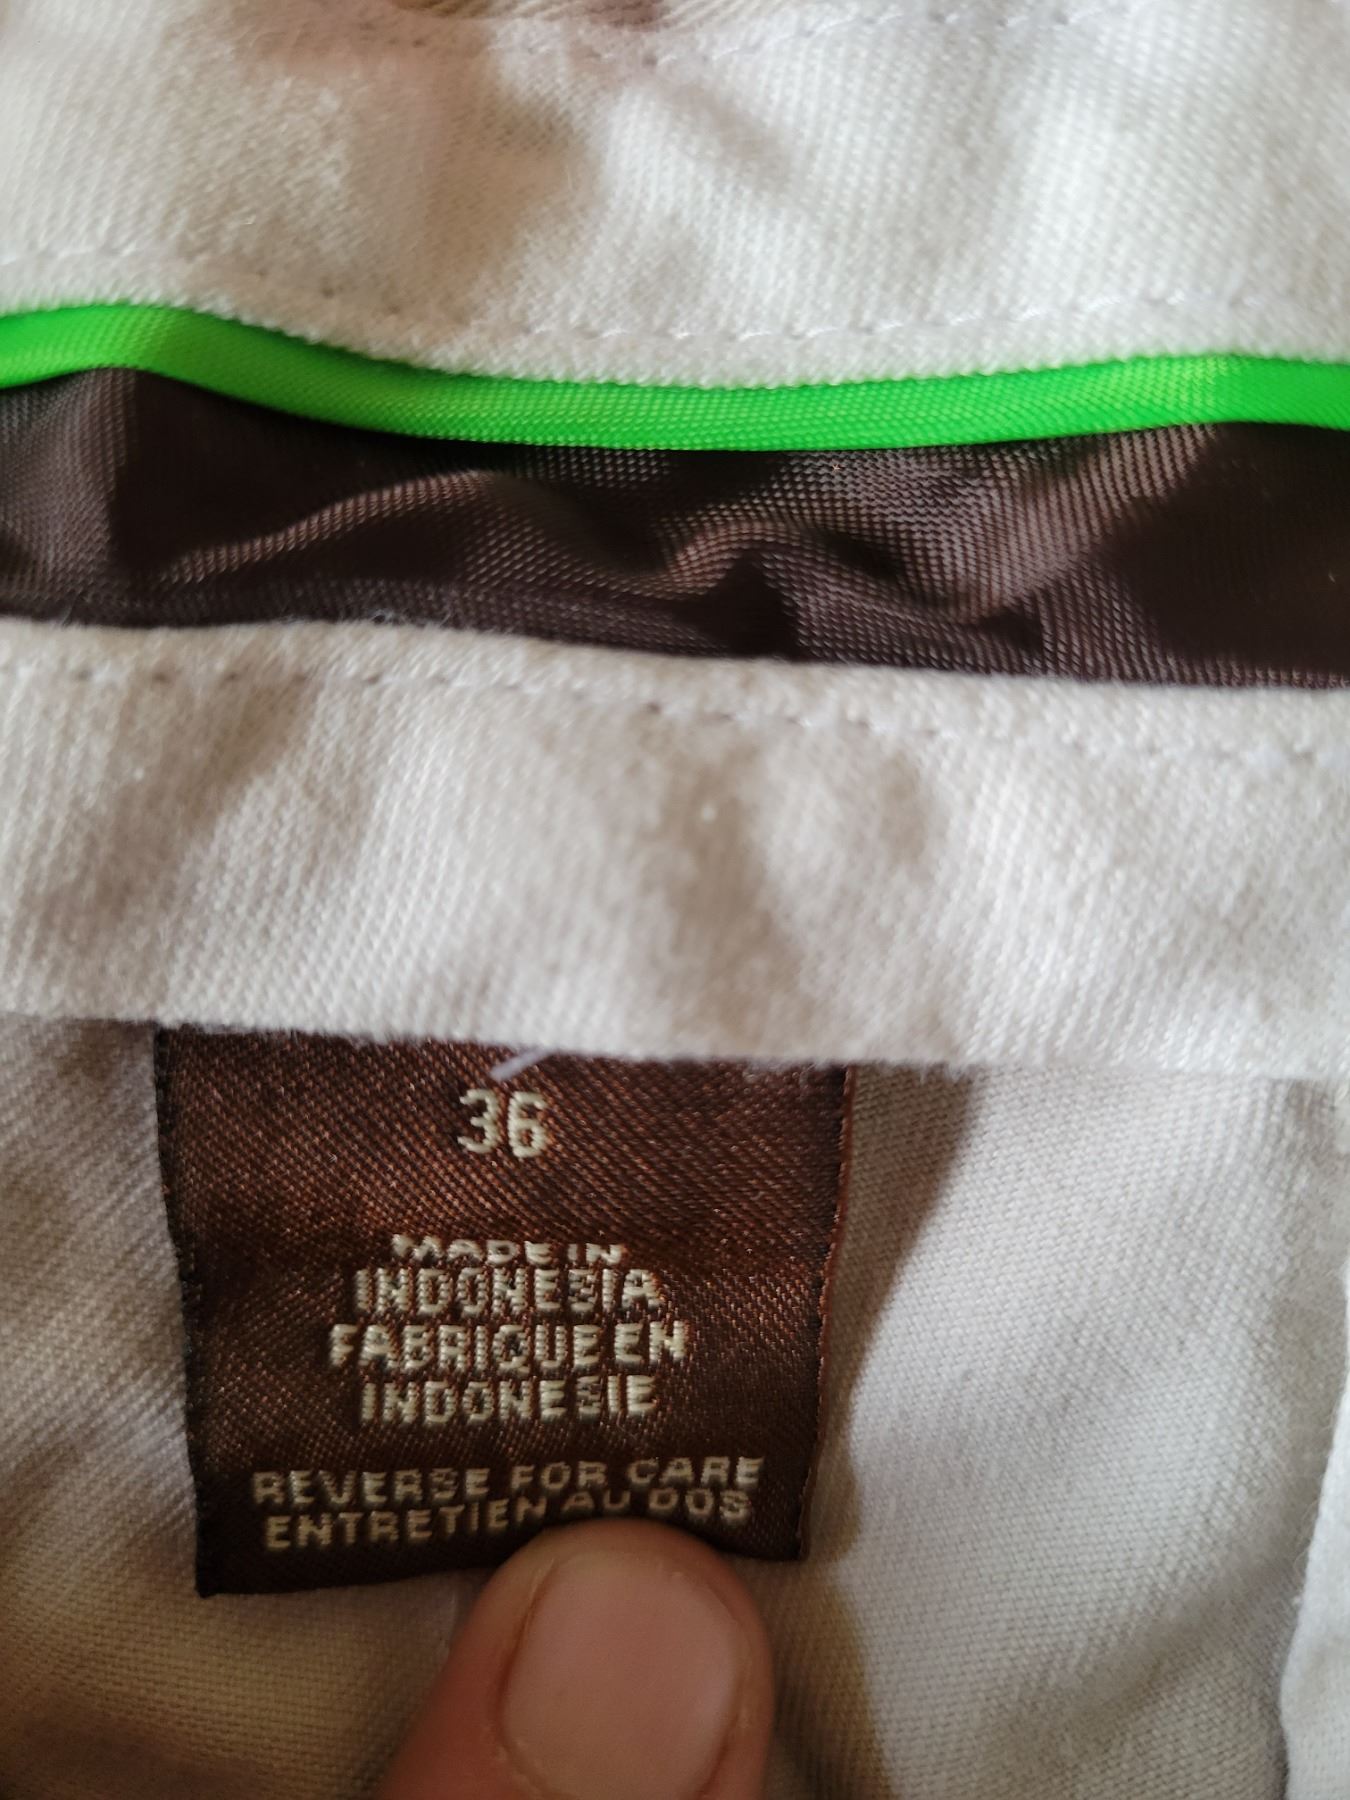 36
MADE IN
INDONESIA
FABRIQUE EN
INDONESIE
REVERSE FOR CARE
ENTRETIEN AU DOS